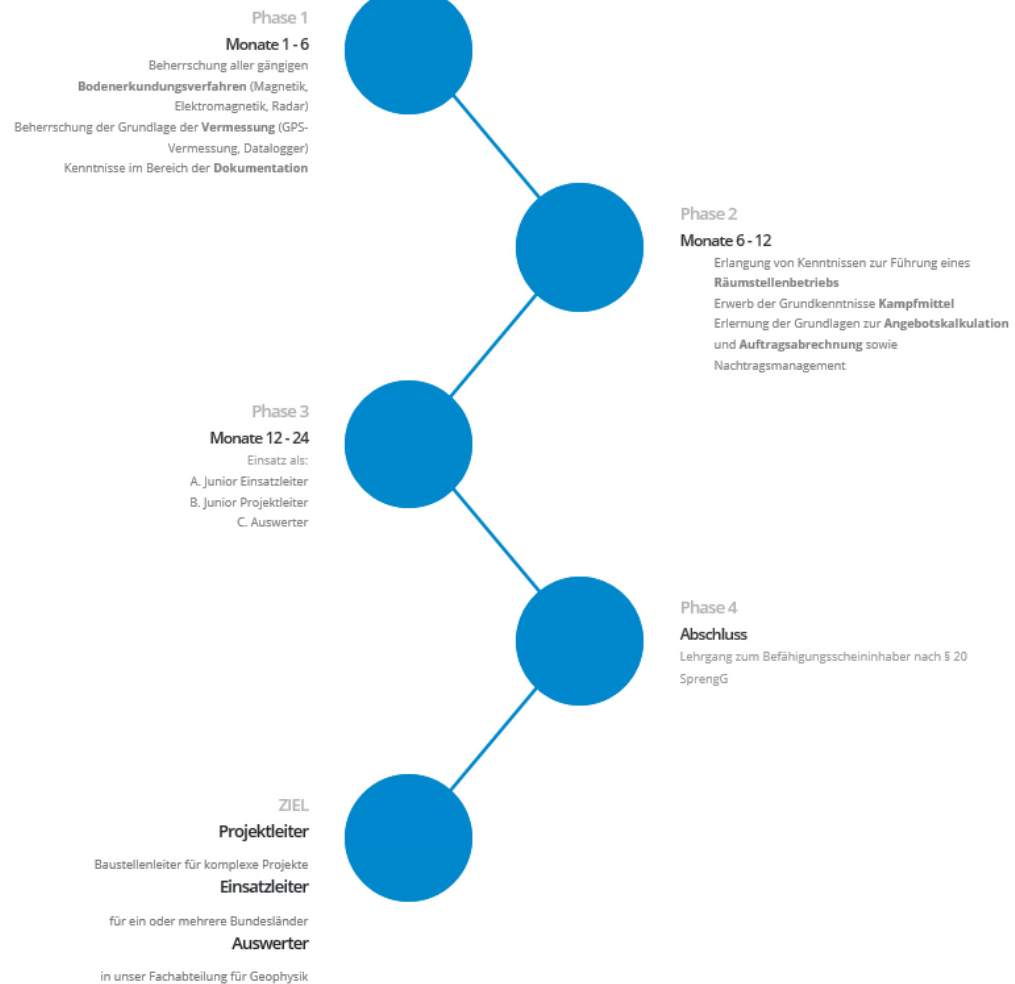 Phase 1
Monate 1 - 6
Beherrschung aller gängigen
Bodenerkundungsverfahren (Magnetik,
Elektromagnetik, Radar)
Beherrschung der Grundlage der Vermessung (GPS-
Vermessung, Datalogger)
Kenntnisse im Bereich der Dokumentation
Phase 2
Monate 6 - 12
Erlangung von Kenntnissen zur Führung eines
Räumstellenbetriebs
Erwerb der Grundkenntnisse Kampfmittel
Erlernung der Grundlagen zur Angebotskalkulation
und Auftragsabrechnung sowie
Nachtragsmanagement
Phase 3
Monate 12 - 24
Einsatz als:
A. Junior Einsatzleiter
B. Junior Projektleiter
C. Auswerter
Phase 4
Abschluss
Lehrgang zum Befähigungsscheininhaber nach § 20
SprengG
ZIEL
Projektleiter
Baustellenleiter für komplexe Projekte
Einsatzleiter
für ein oder mehrere Bundesländer
Auswerter
in unser Fachabteilung für Geophysik